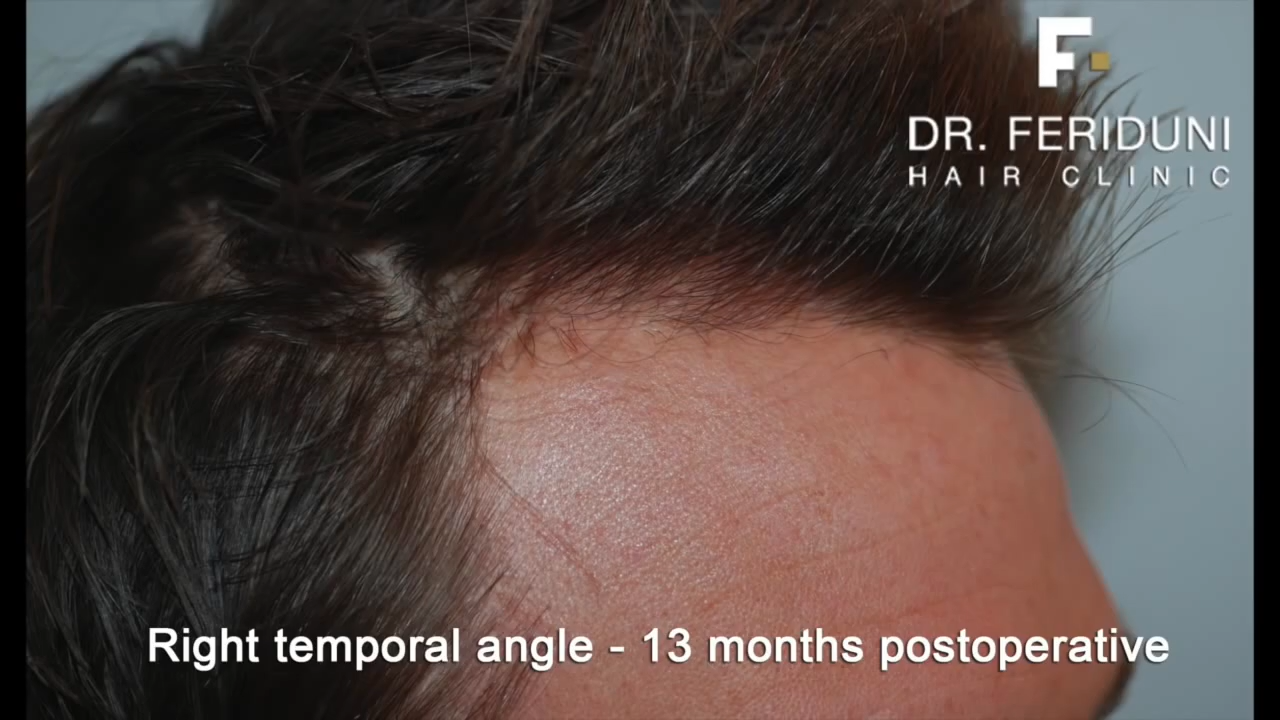 F.
DR. FERIDUNI
HAIR CLINIC
Right temporal angle - 13 months postoperative